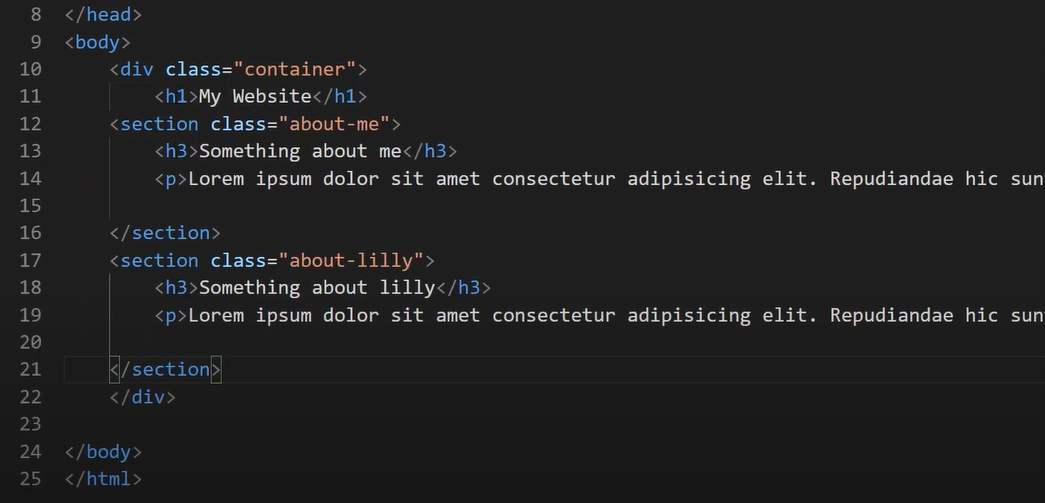 8 </head>
9 <body>
10 <div class="container">
11 <h1>My Website</h1>
12 <section class="about-me">
13 <h3>Something about me</h3>
14 <p>Lorem ipsum dolor sit amet consectetur adipisicing elit. Repudiandae hic sun
15
16 </section>
17 <section class="about-lilly">
18 <h3>Something about lilly</h3>
19 <p>Lorem ipsum dolor sit amet consectetur adipisicing elit. Repudiandae hic sun
20
21 </section>
22 </div>
23
24 </body>
25 </html>